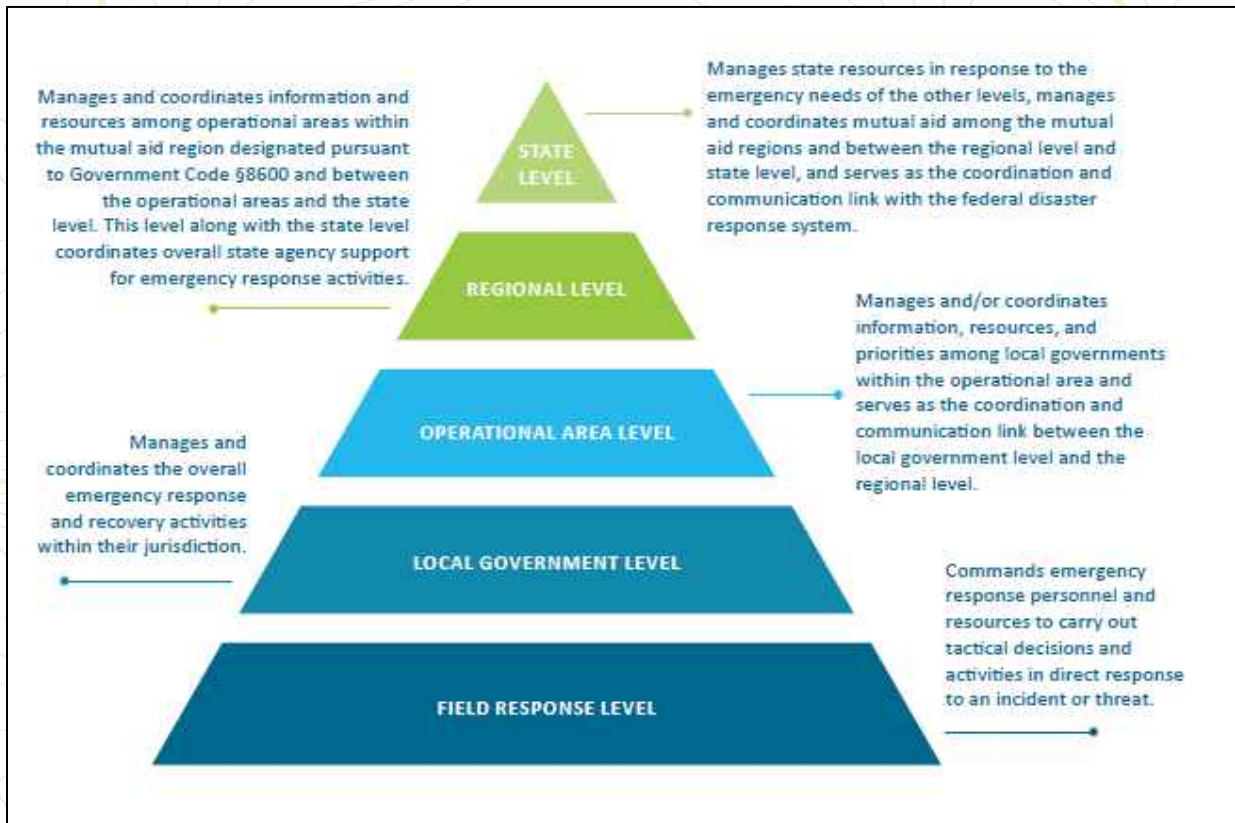 Manages and coordinates information and
resources among operational areas within
the mutual aid region designated pursuant
to Government Code §8600 and between
the operational areas and the state
level. This level along with the state level
coordinates overall state agency support
for emergency response activities.
Manages state resources in response to the
emergency needs of the other levels, manages
and coordinates mutual aid among the mutual
aid regions and between the regional level and
state level, and serves as the coordination and
communication link with the federal disaster
response system.
STATE
LEVEL
REGIONAL LEVEL
Manages and/or coordinates
information, resources, and
priorities among local governments
within the operational area and
serves as the coordination and
communication link between the
local government level and the
regional level.
OPERATIONAL AREA LEVEL
Manages and
coordinates the overall
emergency response
and recovery activities
within their jurisdiction.
LOCAL GOVERNMENT LEVEL
Commands emergency
response personnel and
resources to carry out
tactical decisions and
activities in direct response
to an incident or threat.
FIELD RESPONSE LEVEL